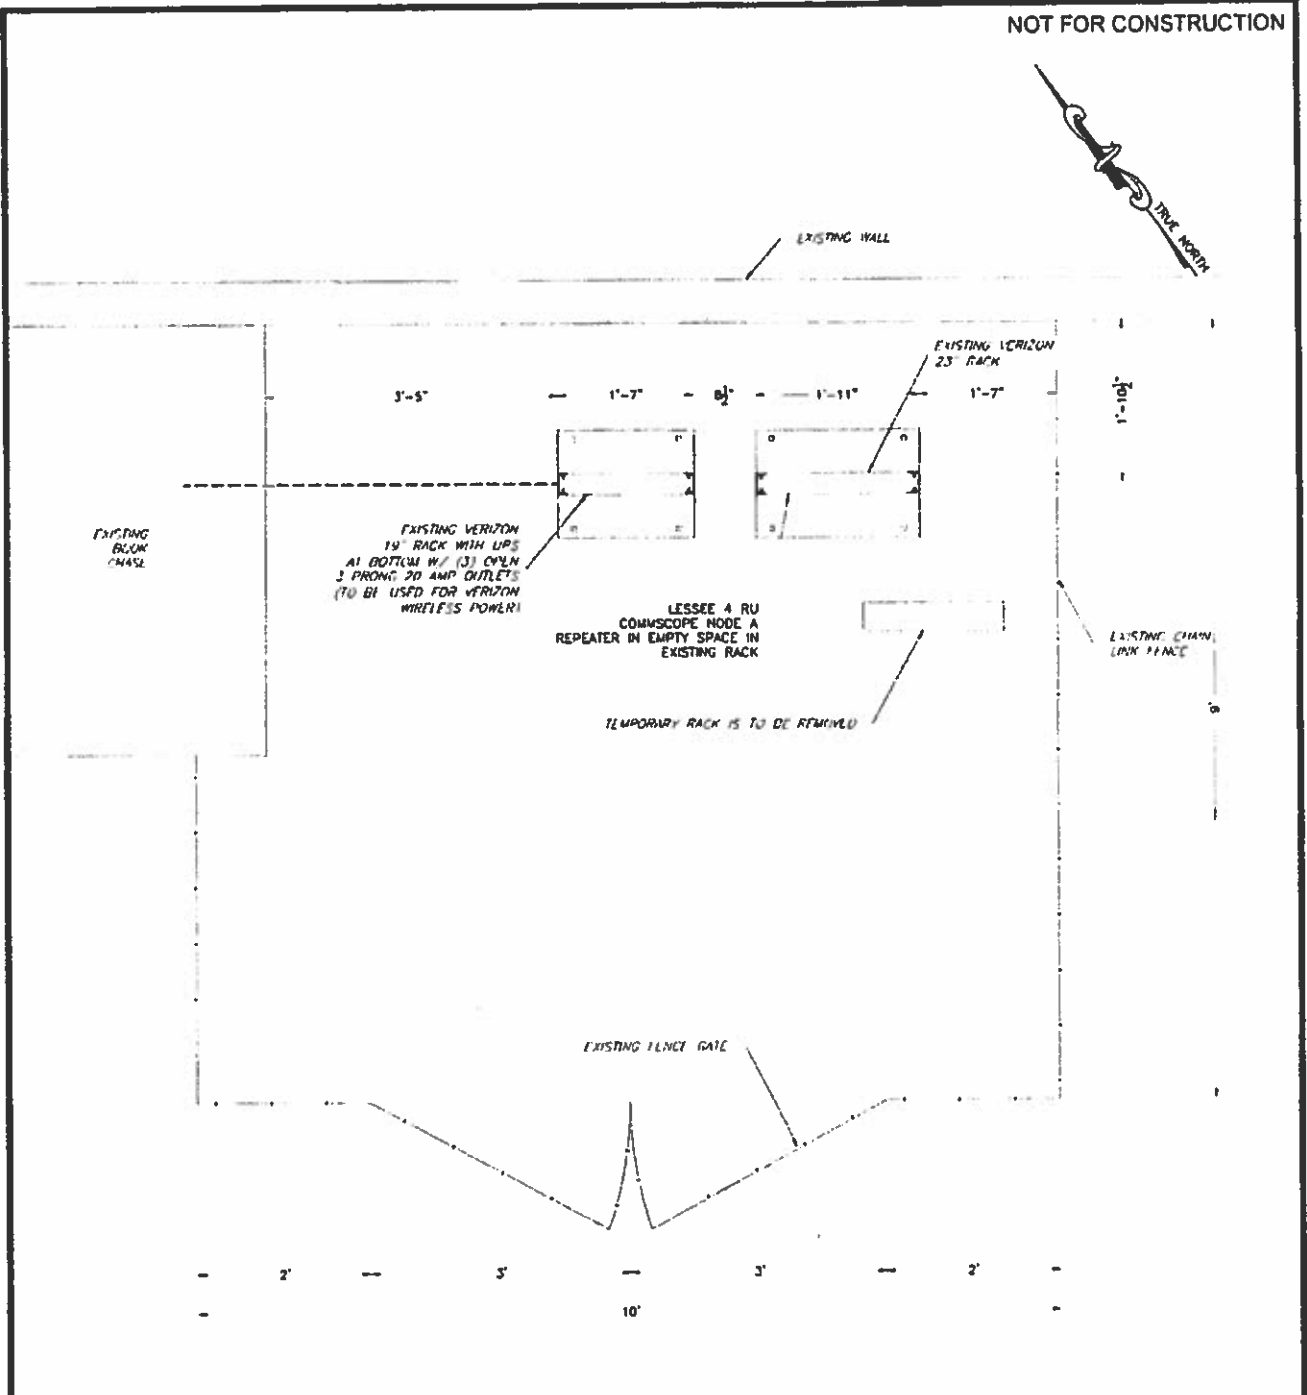 NOT FOR CONSTRUCTION
TRUE NORTH
EXISTING WALL
EXISTING VERIZON
23" RACK
3'-5"
1'-7"
8½"
1'-11"
1'-7"
1'-10½"
EXISTING
BOOK
CHASE
EXISTING VERIZON
19" RACK WITH UPS
AT BOTTOM W/ (3) OPEN
3 PRONG 20 AMP OUTLETS
(TO BE USED FOR VERIZON
WIRELESS POWER)
LESSEE 4 RU
COMMSCOPE NODE A
REPEATER IN EMPTY SPACE IN
EXISTING RACK
EXISTING CHAIN
LINK FENCE
TEMPORARY RACK IS TO BE REMOVED
EXISTING FENCE GATE
2'
3'
3'
2'
10'